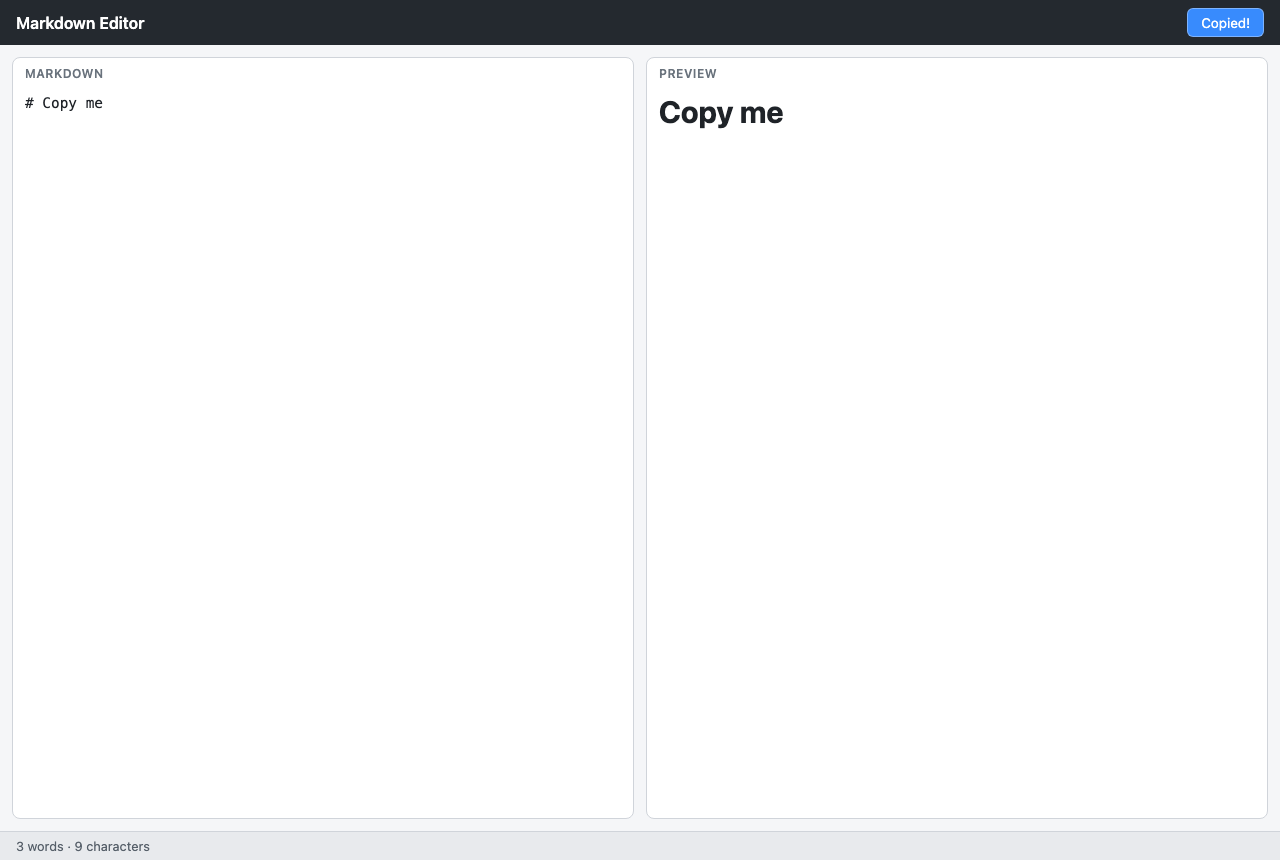 Markdown Editor
Copied!
MARKDOWN
# Copy me
PREVIEW
Copy me
3 words · 9 characters